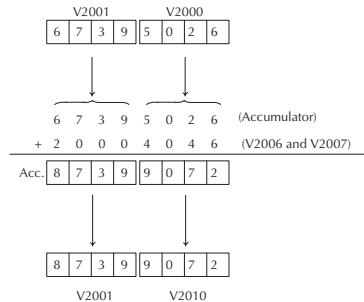 V2001 V2000
6 7 3 9 5 0 2 6
6 7 3 9 5 0 2 6 (Accumulator)
+ 2 0 0 0 4 0 4 6 (V2006 and V2007)
Acc. 8 7 3 9 9 0 7 2
8 7 3 9 9 0 7 2
V2001 V2010